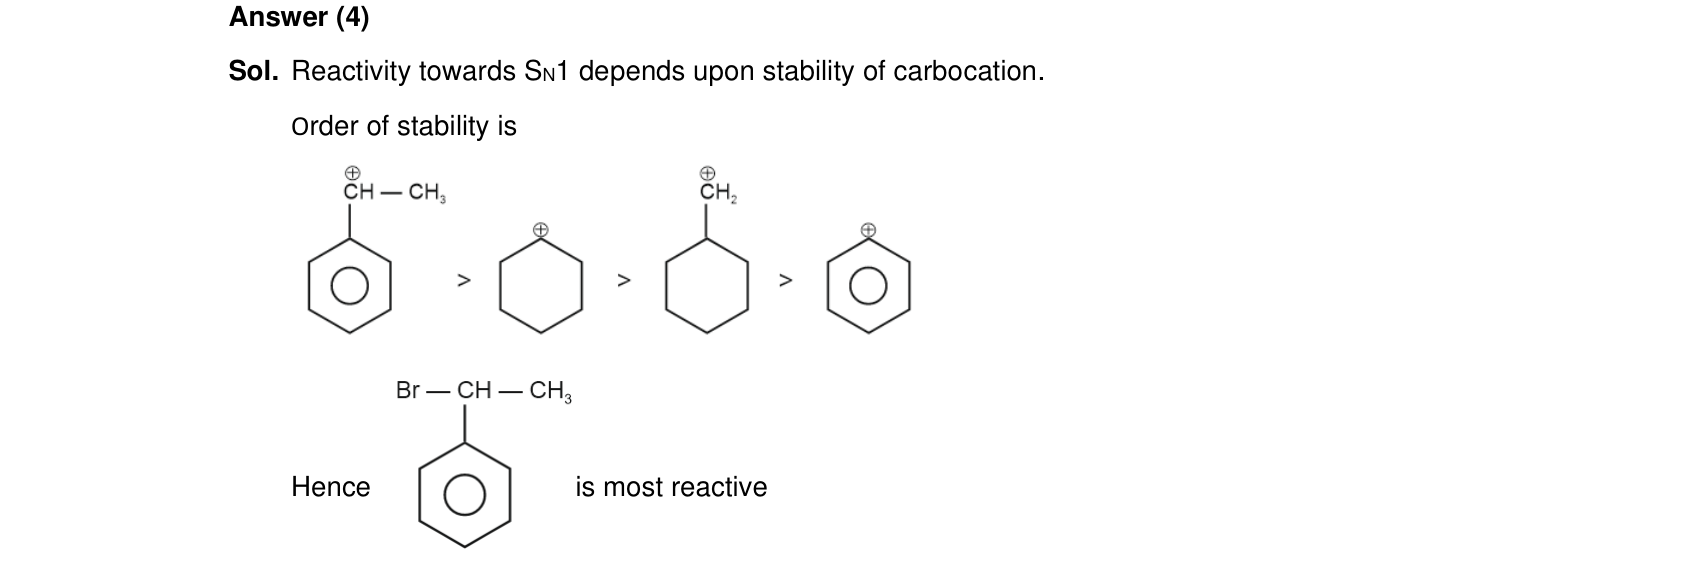 Answer (4)
Sol. Reactivity towards SN1 depends upon stability of carbocation.
Order of stability is
⊕ ⊕
CH — CH₃ CH₂
⊕ ⊕
> > >
Br — CH — CH₃
Hence is most reactive